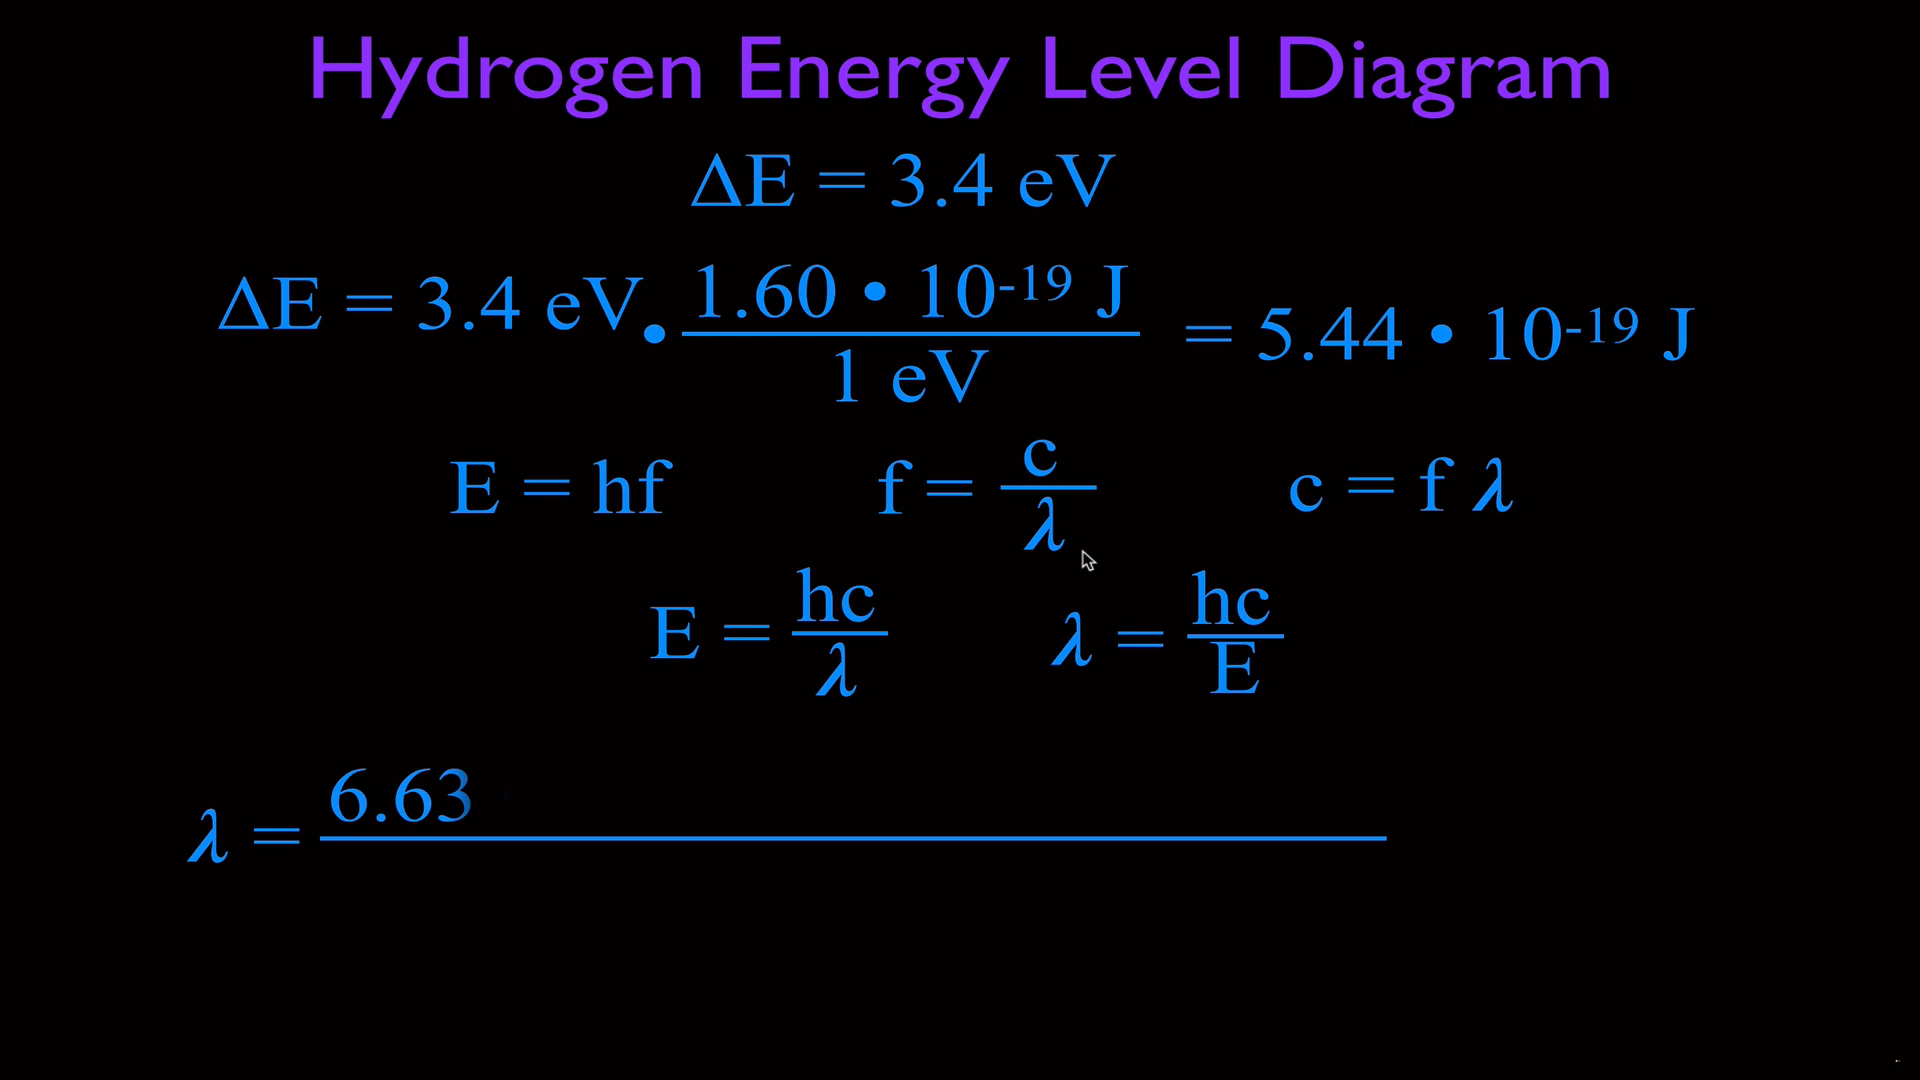 Hydrogen Energy Level Diagram
ΔE = 3.4 eV
ΔE = 3.4 eV • 1.60 • 10⁻¹⁹ J / 1 eV = 5.44 • 10⁻¹⁹ J
E = hf f = c / λ c = f λ
E = hc / λ λ = hc / E
λ = 6.63